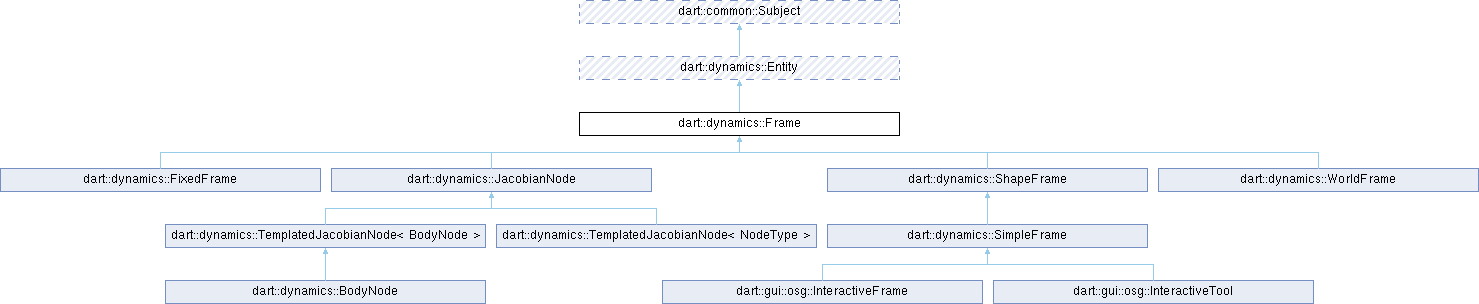 dart::common::Subject
dart::dynamics::Entity
dart::dynamics::Frame
dart::dynamics::FixedFrame
dart::dynamics::JacobianNode
dart::dynamics::ShapeFrame
dart::dynamics::WorldFrame
dart::dynamics::TemplatedJacobianNode< BodyNode >
dart::dynamics::TemplatedJacobianNode< NodeType >
dart::dynamics::SimpleFrame
dart::dynamics::BodyNode
dart::gui::osg::InteractiveFrame
dart::gui::osg::InteractiveTool